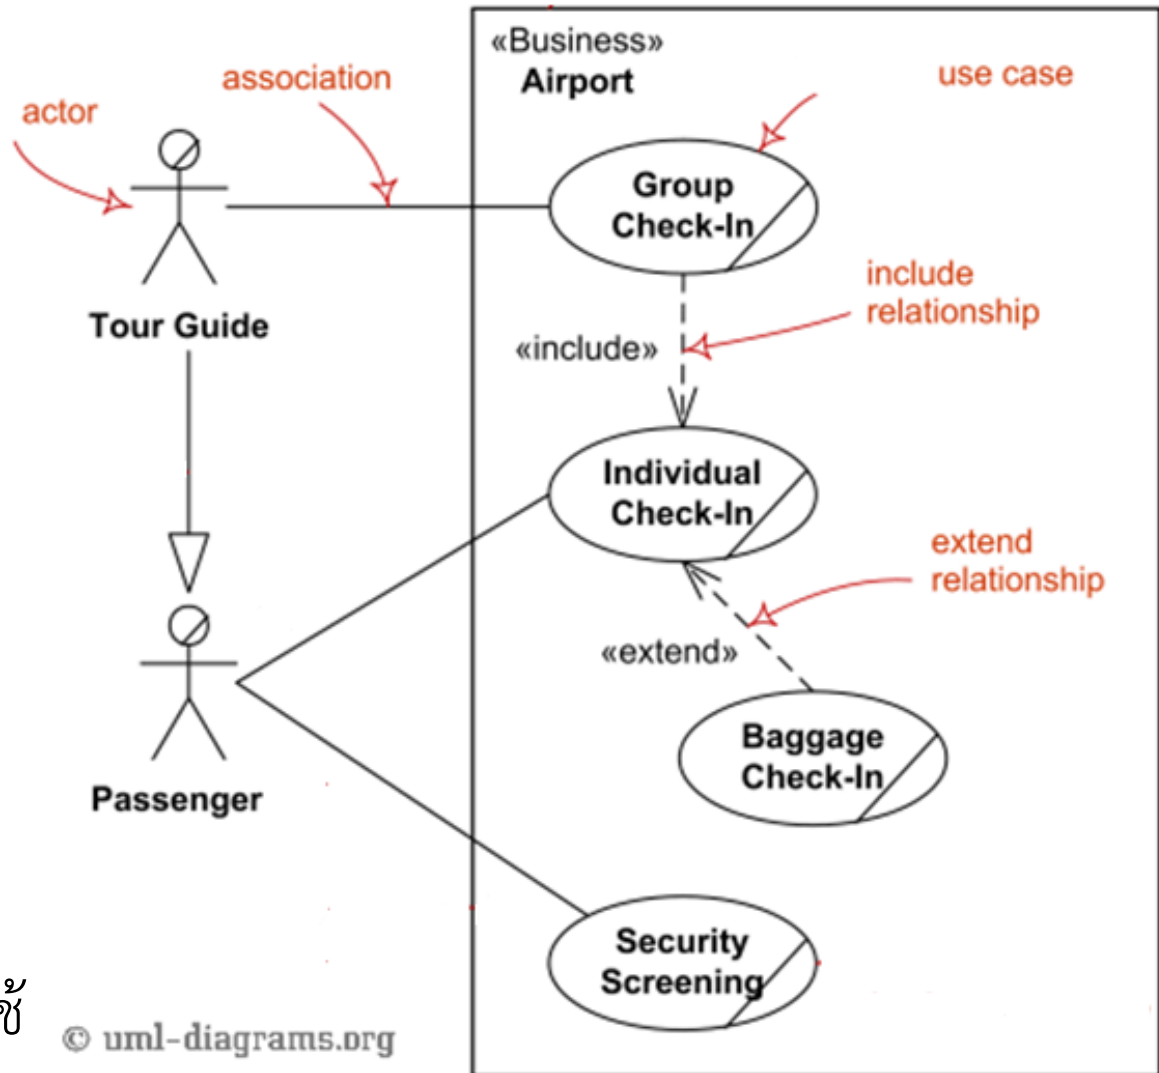 «Business»
Airport
use case
association
actor
Group
Check-In
include
relationship
Tour Guide
«include»
Individual
Check-In
extend
relationship
«extend»
Baggage
Check-In
Passenger
Security
Screening
© uml-diagrams.org